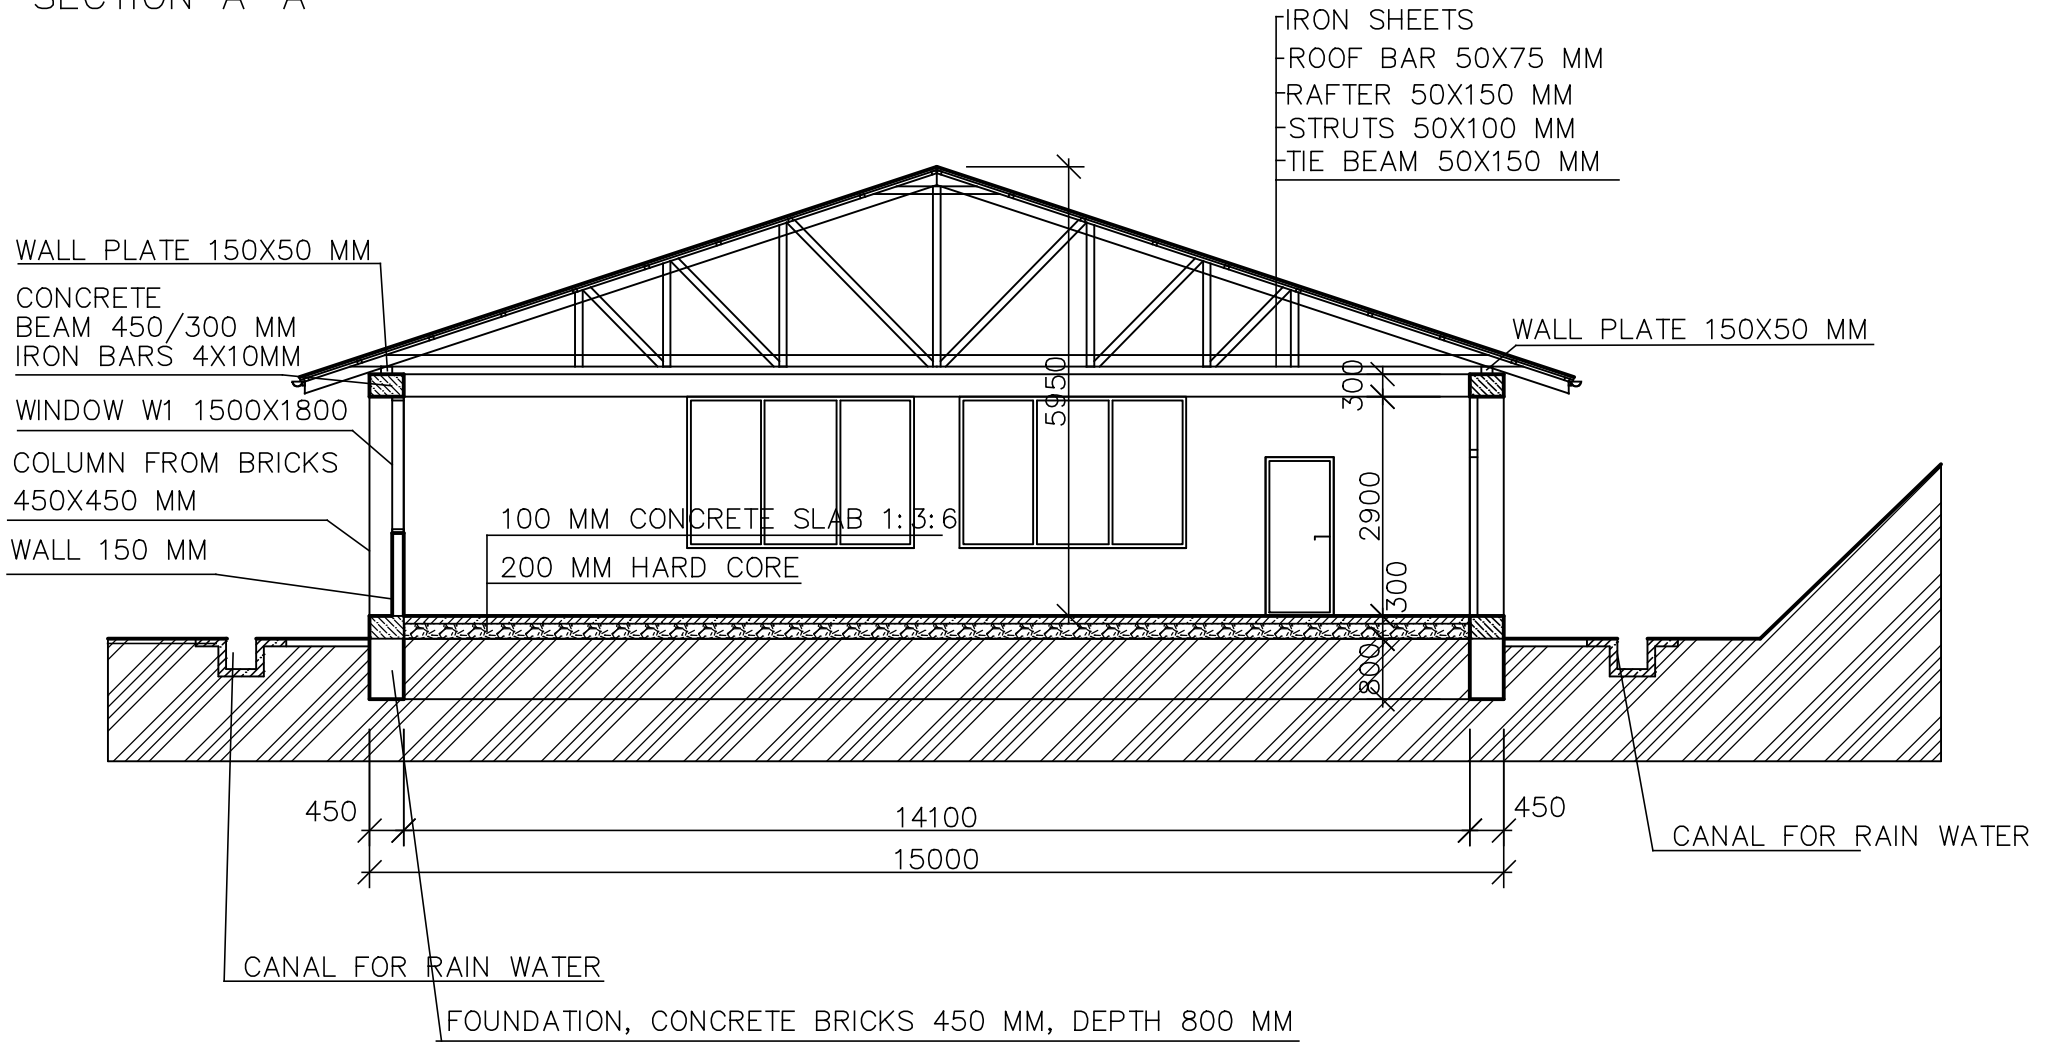 SECTION A-A
IRON SHEETS
ROOF BAR 50X75 MM
RAFTER 50X150 MM
STRUTS 50X100 MM
TIE BEAM 50X150 MM
WALL PLATE 150X50 MM
CONCRETE
BEAM 450/300 MM
IRON BARS 4X10MM
WINDOW W1 1500X1800
COLUMN FROM BRICKS
450X450 MM
WALL 150 MM
WALL PLATE 150X50 MM
5950
300
2900
300
800
100 MM CONCRETE SLAB 1:3:6
200 MM HARD CORE
450
14100
450
15000
CANAL FOR RAIN WATER
CANAL FOR RAIN WATER
FOUNDATION, CONCRETE BRICKS 450 MM, DEPTH 800 MM